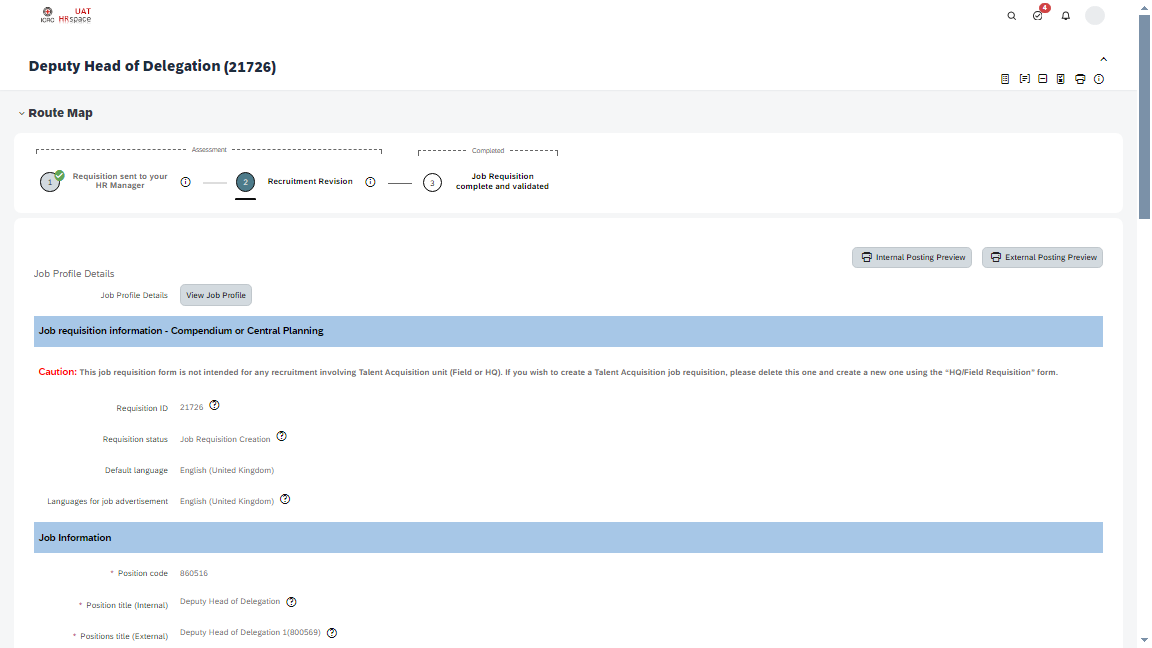 ICRC
UAT
HRspace
4
Deputy Head of Delegation (21726)
Route Map
Assessment
Completed
1
Requisition sent to your
HR Manager
2
Recruitment Revision
3
Job Requisition
complete and validated
Internal Posting Preview
External Posting Preview
Job Profile Details
Job Profile Details
View Job Profile
Job requisition information - Compendium or Central Planning
Caution: This job requisition form is not intended for any recruitment involving Talent Acquisition unit (Field or HQ). If you wish to create a Talent Acquisition job requisition, please delete this one and create a new one using the “HQ/Field Requisition” form.
Requisition ID 21726
Requisition status Job Requisition Creation
Default language English (United Kingdom)
Languages for job advertisement English (United Kingdom)
Job Information
* Position code 860516
* Position title (Internal) Deputy Head of Delegation
* Positions title (External) Deputy Head of Delegation 1(800569)